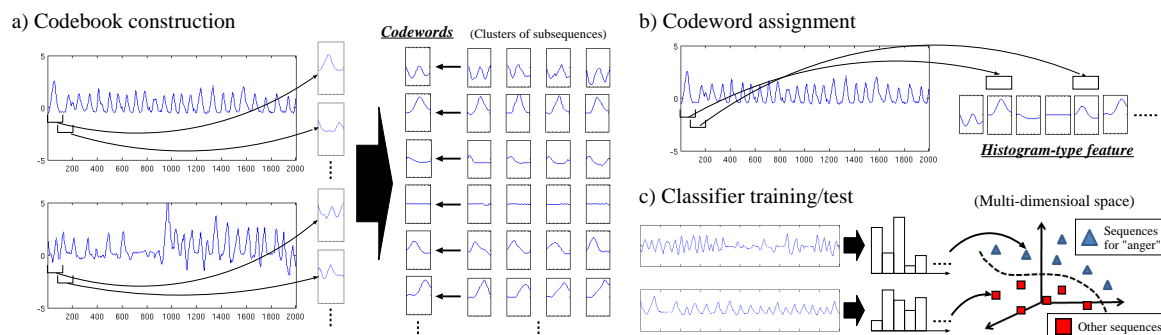 a) Codebook construction
Codewords (Clusters of subsequences)
5
0
-5
200 400 600 800 1000 1200 1400 1600 1800 2000
5
0
-5
200 400 600 800 1000 1200 1400 1600 1800 2000
b) Codeword assignment
5
0
-5
200 400 600 800 1000 1200 1400 1600 1800 2000
Histogram-type feature
c) Classifier training/test
(Multi-dimensioal space)
Sequences
for "anger"
Other sequences